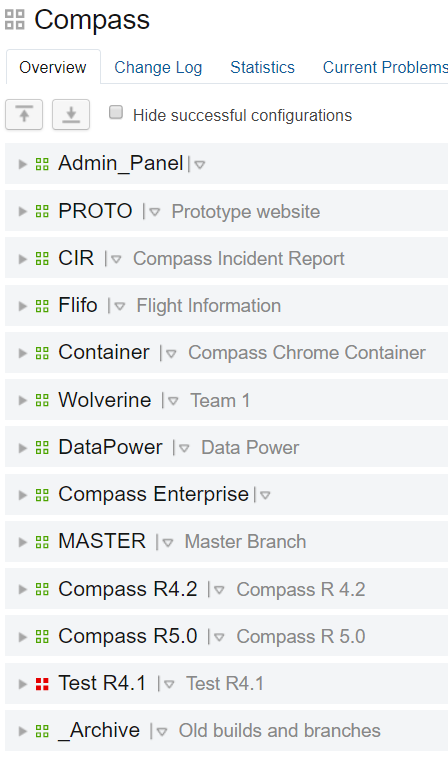 Compass
Overview Change Log Statistics Current Problems
Hide successful configurations
Admin_Panel
PROTO Prototype website
CIR Compass Incident Report
Flifo Flight Information
Container Compass Chrome Container
Wolverine Team 1
DataPower Data Power
Compass Enterprise
MASTER Master Branch
Compass R4.2 Compass R 4.2
Compass R5.0 Compass R 5.0
Test R4.1 Test R4.1
_Archive Old builds and branches